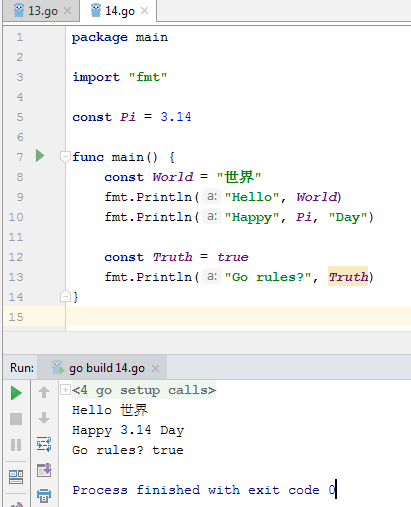 13.go
14.go
1 package main
2
3 import "fmt"
4
5 const Pi = 3.14
6
7 func main() {
8 const World = "世界"
9 fmt.Println( a: "Hello", World)
10 fmt.Println( a: "Happy", Pi, "Day")
11
12 const Truth = true
13 fmt.Println( a: "Go rules?", Truth)
14 }
15
Run: go build 14.go
<4 go setup calls>
Hello 世界
Happy 3.14 Day
Go rules? true
Process finished with exit code 0